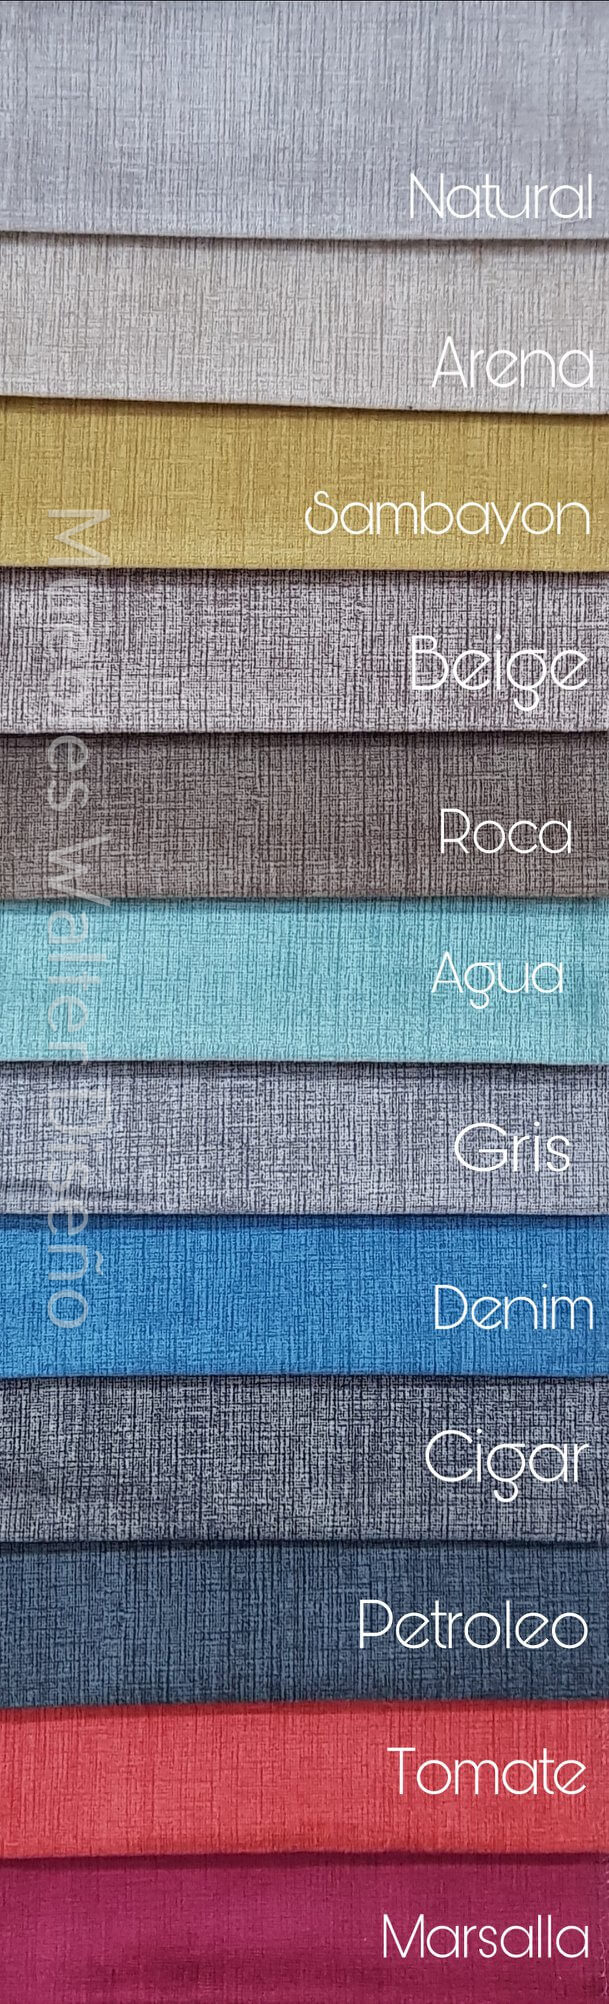 Natural
Arena
Sambayon
Beige
Roca
Agua
Gris
Denim
Cigar
Petroleo
Tomate
Marsalla
Muebles Walter Diseño